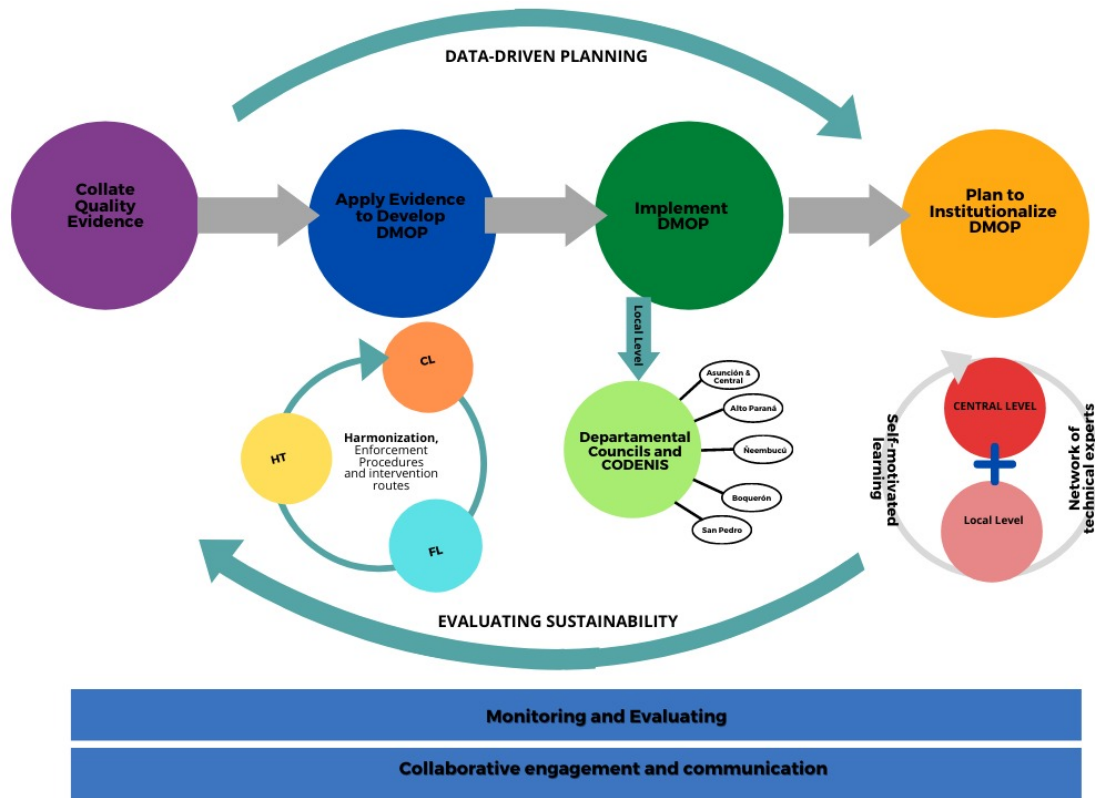 DATA-DRIVEN PLANNING
Collate
Quality
Evidence
Apply Evidence
to Develop
DMOP
Implement
DMOP
Plan to
Institutionalize
DMOP
Local Level
CL
HT
FL
Harmonization,
Enforcement
Procedures
and intervention
routes
Departamental
Councils and
CODENIS
Asunción &
Central
Alto Paraná
Ñeembucú
Boquerón
San Pedro
Self-motivated
learning
CENTRAL LEVEL
Local Level
Network of
technical experts
EVALUATING SUSTAINABILITY
Monitoring and Evaluating
Collaborative engagement and communication